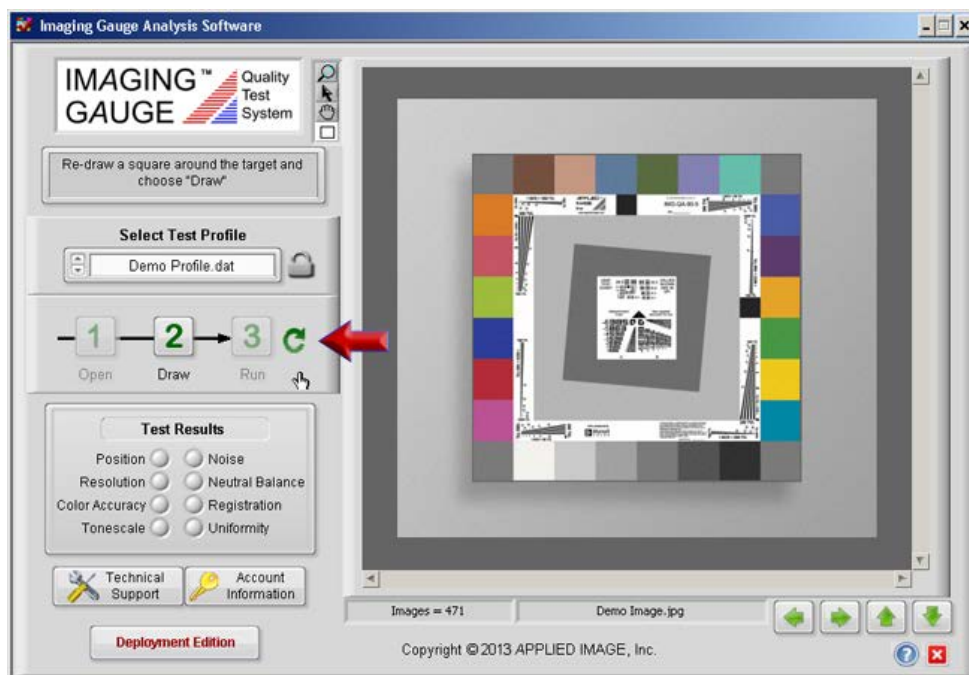 Imaging Gauge Analysis Software
IMAGING™
GAUGE
Quality
Test
System
Re-draw a square around the target and
choose "Draw"
Select Test Profile
Demo Profile.dat
1 2 3
Open Draw Run
Test Results
Position Noise
Resolution Neutral Balance
Color Accuracy Registration
Tonescale Uniformity
Technical
Support
Account
Information
Deployment Edition
Images = 471 Demo Image.jpg
Copyright ©2013 APPLIED IMAGE, Inc.